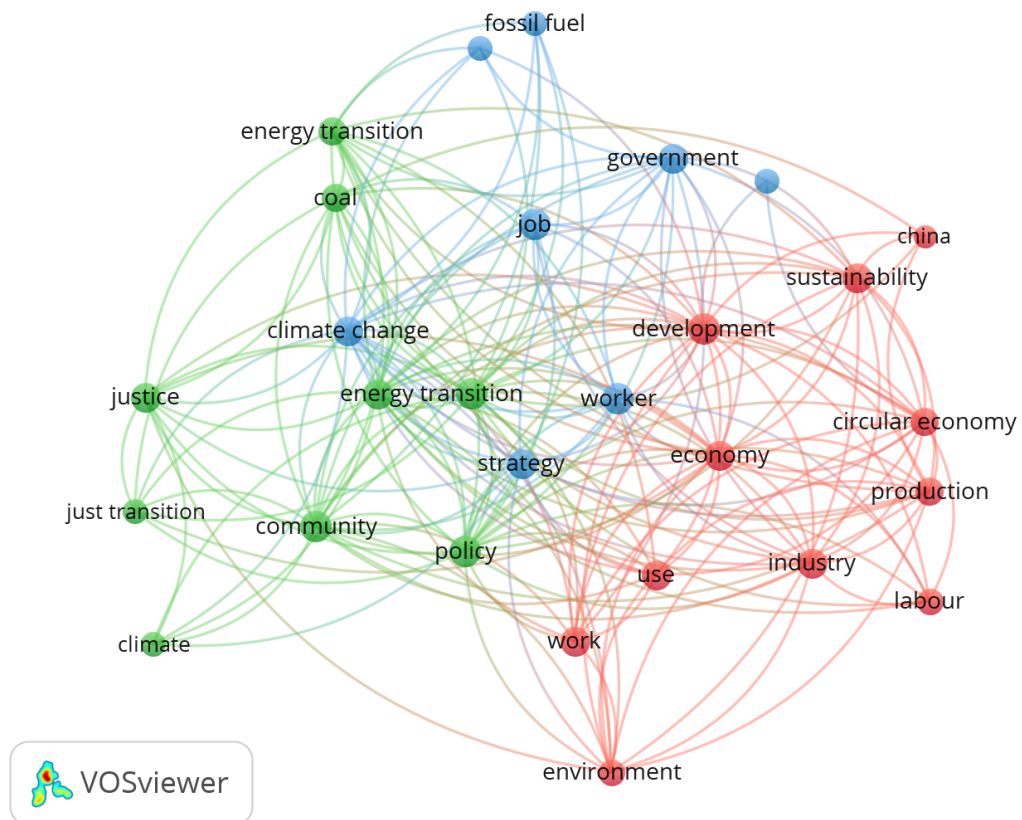 fossil fuel
energy transition
government
coal
job
china
sustainability
climate change
development
justice
energy transition
worker
circular economy
strategy
economy
production
just transition
community
policy
use
industry
labour
climate
work
environment
VOSviewer